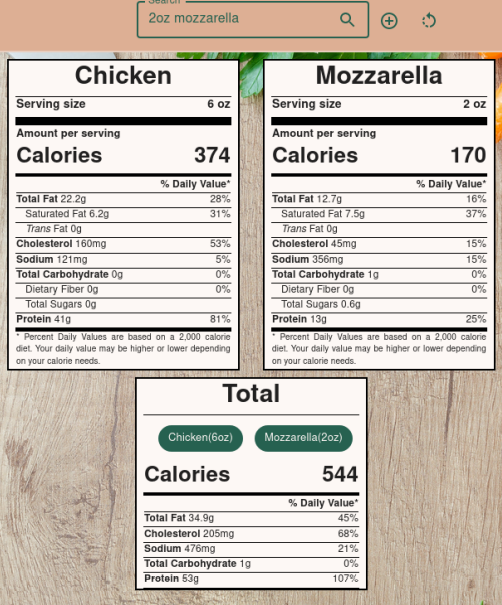 Search
2oz mozzarella
Chicken
Serving size 6 oz
Amount per serving
Calories 374
% Daily Value*
Total Fat 22.2g 28%
Saturated Fat 6.2g 31%
Trans Fat 0g
Cholesterol 160mg 53%
Sodium 121mg 5%
Total Carbohydrate 0g 0%
Dietary Fiber 0g 0%
Total Sugars 0g
Protein 41g 81%
* Percent Daily Values are based on a 2,000 calorie
diet. Your daily value may be higher or lower depending
on your calorie needs.
Mozzarella
Serving size 2 oz
Amount per serving
Calories 170
% Daily Value*
Total Fat 12.7g 16%
Saturated Fat 7.5g 37%
Trans Fat 0g
Cholesterol 45mg 15%
Sodium 356mg 15%
Total Carbohydrate 1g 0%
Dietary Fiber 0g 0%
Total Sugars 0.6g
Protein 13g 25%
* Percent Daily Values are based on a 2,000 calorie
diet. Your daily value may be higher or lower depending
on your calorie needs.
Total
Chicken(6oz) Mozzarella(2oz)
Calories 544
% Daily Value*
Total Fat 34.9g 45%
Cholesterol 205mg 68%
Sodium 476mg 21%
Total Carbohydrate 1g 0%
Protein 53g 107%